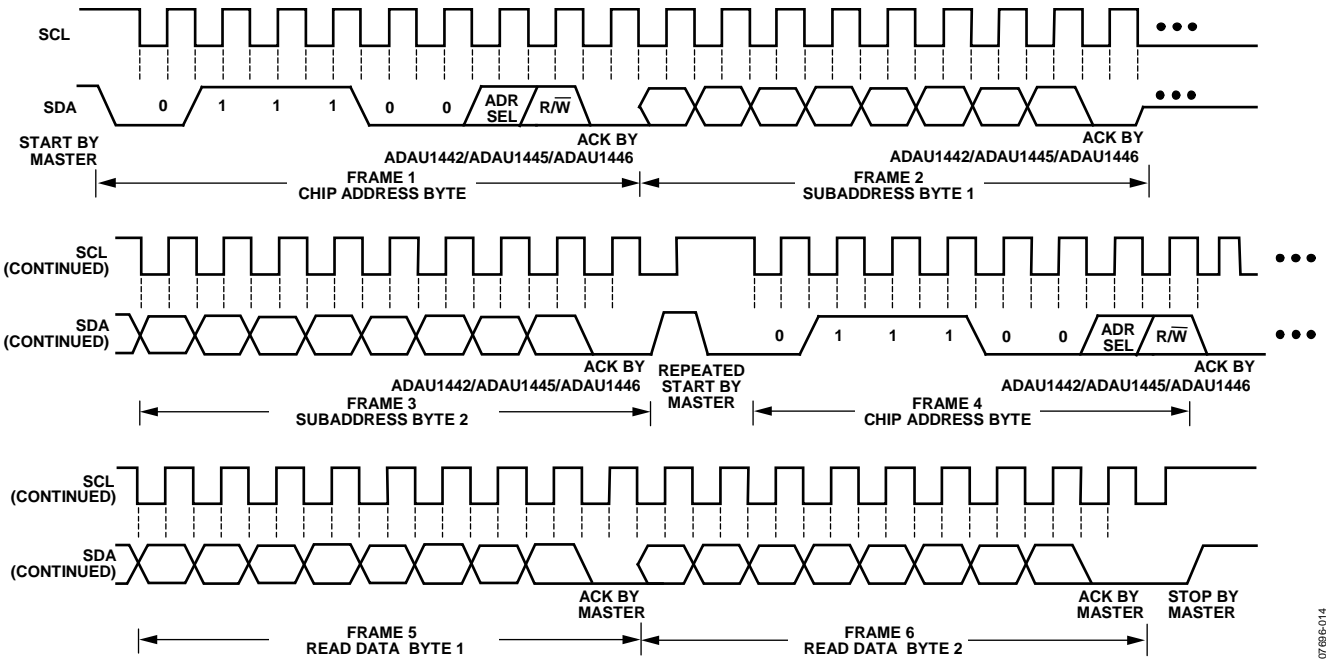 SCL
SDA
0 1 1 1 0 0 ADR SEL R/W̅
START BY MASTER
ACK BY ADAU1442/ADAU1445/ADAU1446
ACK BY ADAU1442/ADAU1445/ADAU1446
FRAME 1
CHIP ADDRESS BYTE
FRAME 2
SUBADDRESS BYTE 1
SCL
(CONTINUED)
SDA
(CONTINUED)
0 1 1 1 0 0 ADR SEL R/W̅
ACK BY
ADAU1442/ADAU1445/ADAU1446
REPEATED
START BY
MASTER
ACK BY
ADAU1442/ADAU1445/ADAU1446
FRAME 3
SUBADDRESS BYTE 2
FRAME 4
CHIP ADDRESS BYTE
SCL
(CONTINUED)
SDA
(CONTINUED)
ACK BY
MASTER
ACK BY
MASTER
STOP BY
MASTER
FRAME 5
READ DATA BYTE 1
FRAME 6
READ DATA BYTE 2
07696-014